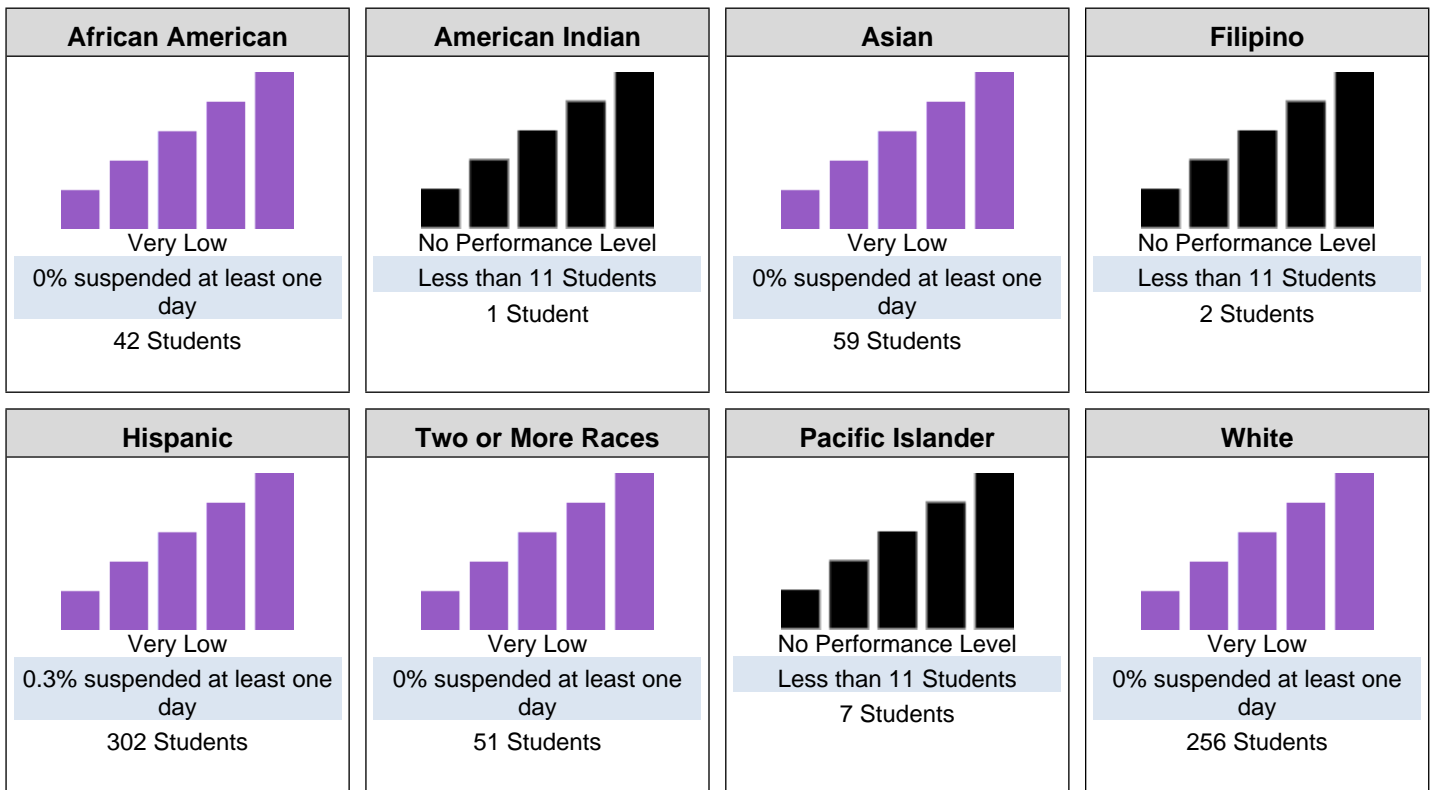 African American
Very Low
0% suspended at least one
day
42 Students
American Indian
No Performance Level
Less than 11 Students
1 Student
Asian
Very Low
0% suspended at least one
day
59 Students
Filipino
No Performance Level
Less than 11 Students
2 Students
Hispanic
Very Low
0.3% suspended at least one
day
302 Students
Two or More Races
Very Low
0% suspended at least one
day
51 Students
Pacific Islander
No Performance Level
Less than 11 Students
7 Students
White
Very Low
0% suspended at least one
day
256 Students